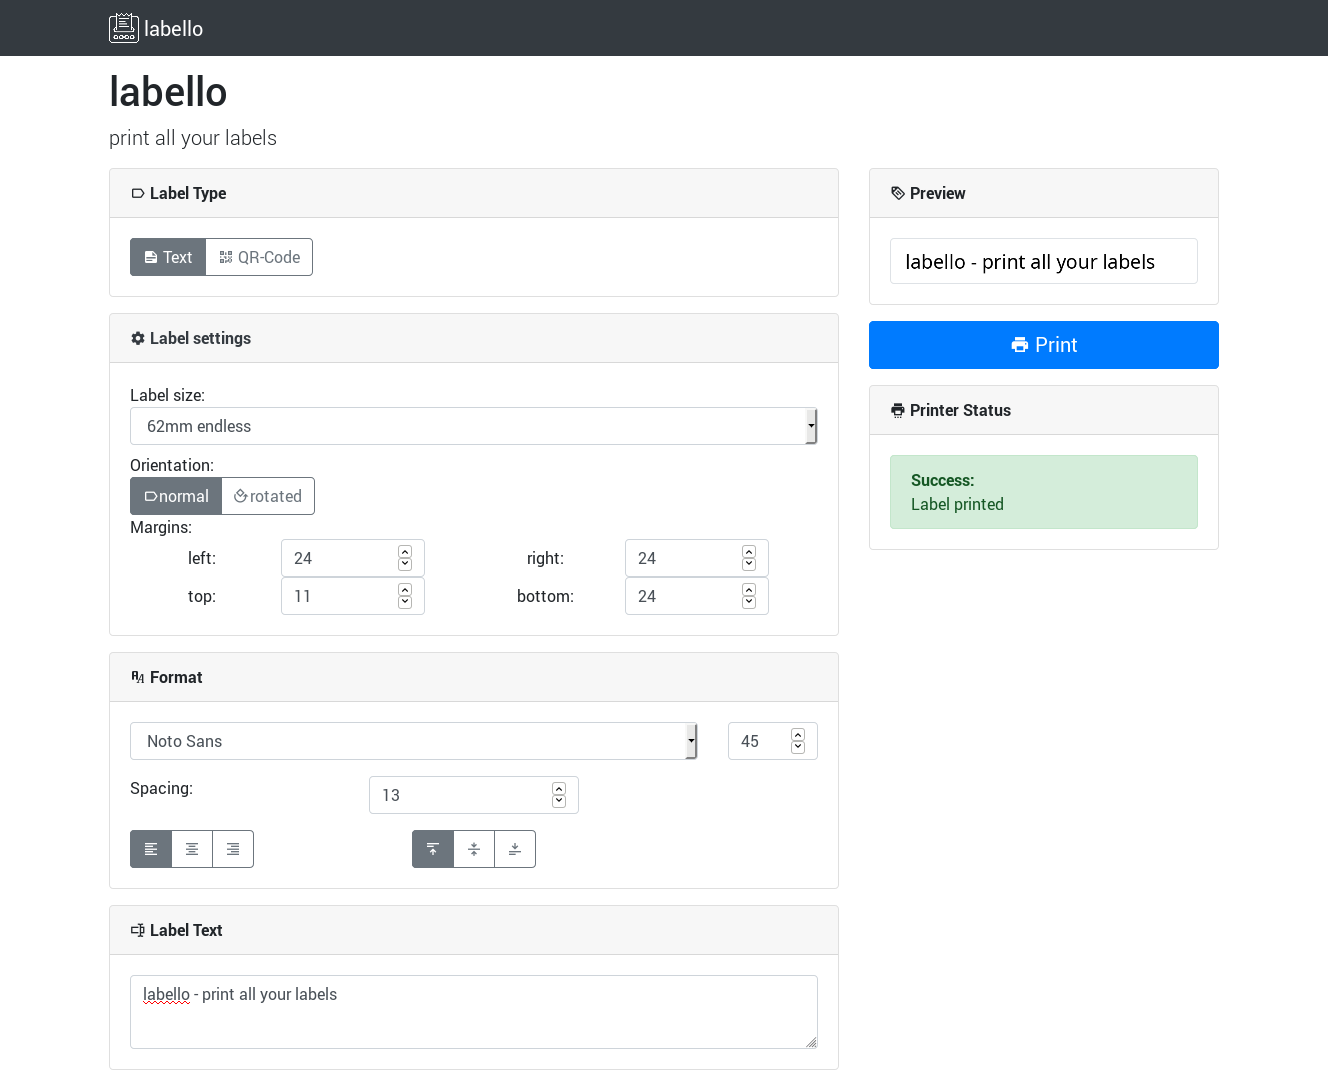 labello
labello
print all your labels
Label Type
Text QR-Code
Label settings
Label size:
62mm endless
Orientation:
normal rotated
Margins:
left: 24 right: 24
top: 11 bottom: 24
Format
Noto Sans 45
Spacing: 13
Label Text
labello - print all your labels
Preview
labello - print all your labels
Print
Printer Status
Success:
Label printed